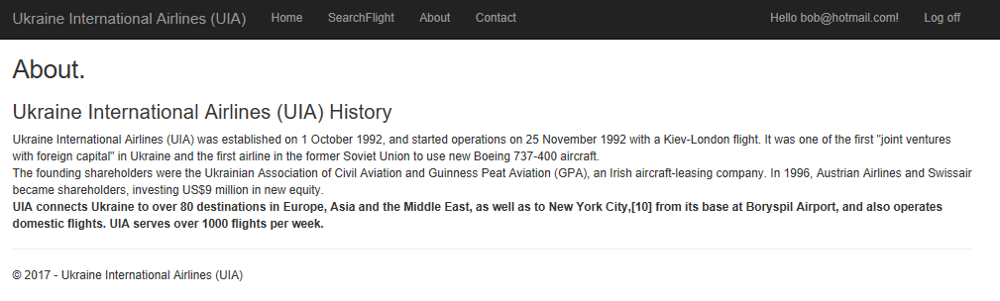 Ukraine International Airlines (UIA) Home SearchFlight About Contact Hello bob@hotmail.com! Log off
About.
Ukraine International Airlines (UIA) History
Ukraine International Airlines (UIA) was established on 1 October 1992, and started operations on 25 November 1992 with a Kiev-London flight. It was one of the first "joint ventures
with foreign capital" in Ukraine and the first airline in the former Soviet Union to use new Boeing 737-400 aircraft.
The founding shareholders were the Ukrainian Association of Civil Aviation and Guinness Peat Aviation (GPA), an Irish aircraft-leasing company. In 1996, Austrian Airlines and Swissair
became shareholders, investing US$9 million in new equity.
UIA connects Ukraine to over 80 destinations in Europe, Asia and the Middle East, as well as to New York City,[10] from its base at Boryspil Airport, and also operates
domestic flights. UIA serves over 1000 flights per week.
© 2017 - Ukraine International Airlines (UIA)